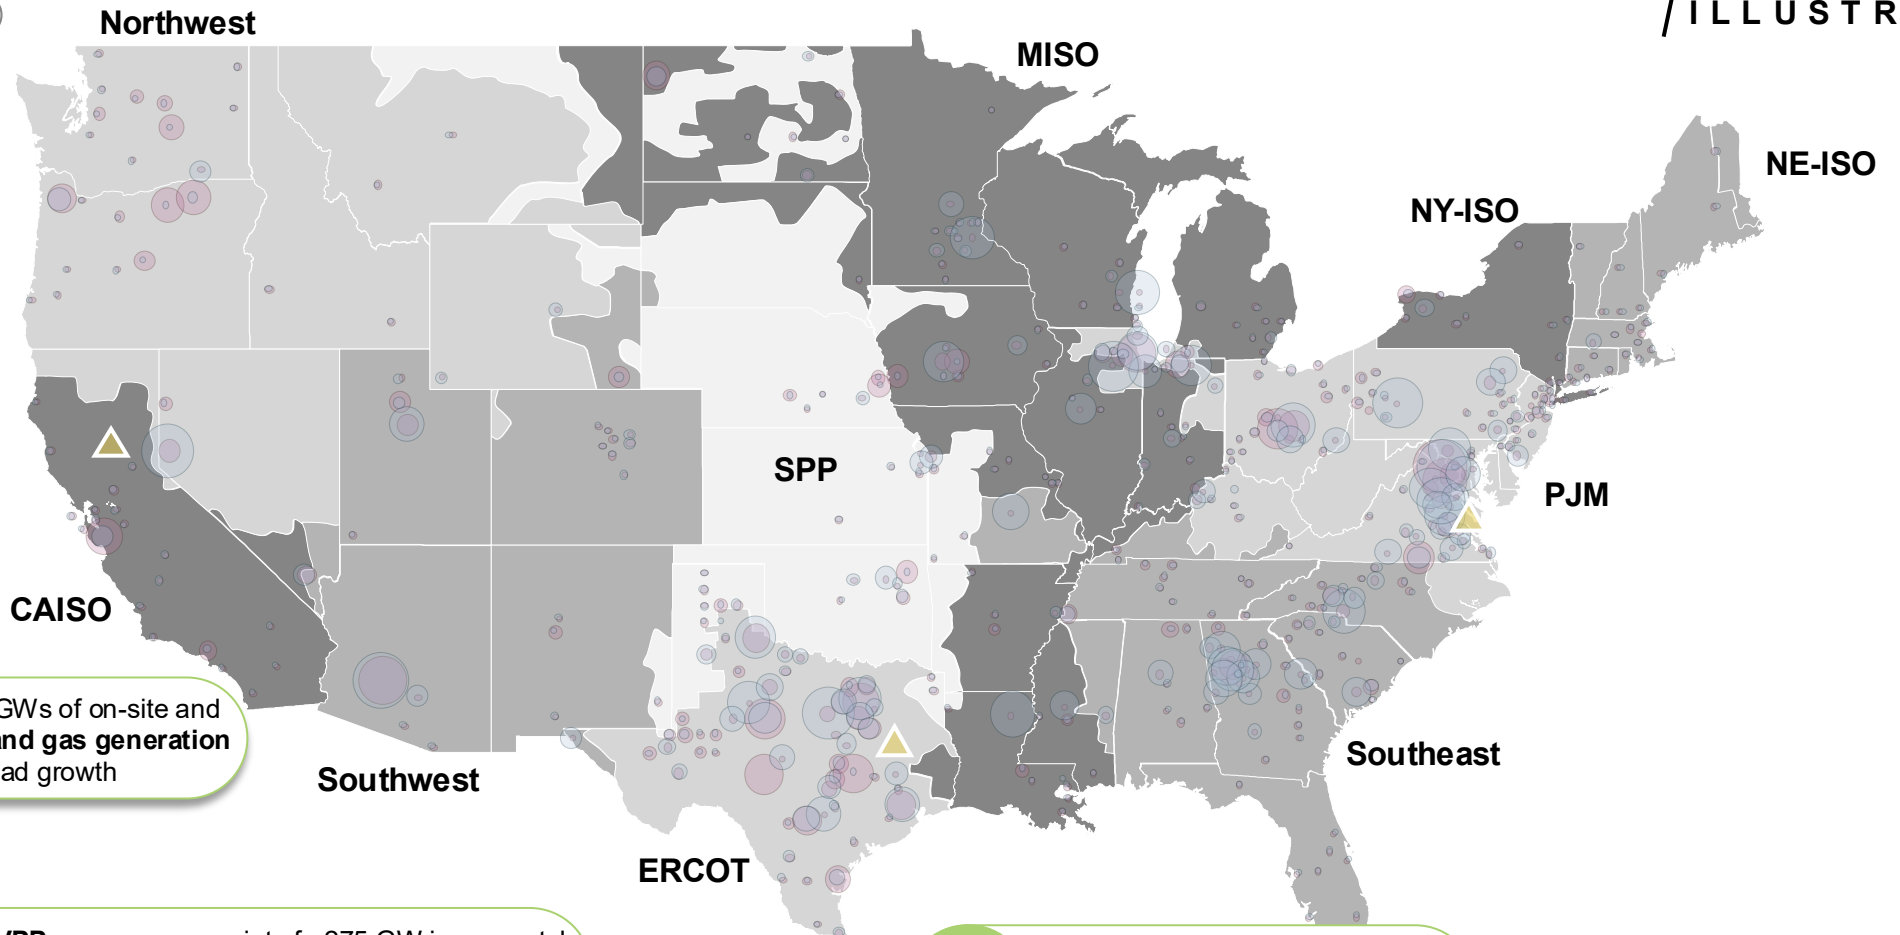 Northwest
/ILLUSTR
MISO
NE-ISO
NY-ISO
SPP
PJM
CAISO
GWs of on-site and
nd gas generation
ad growth
Southwest
Southeast
ERCOT